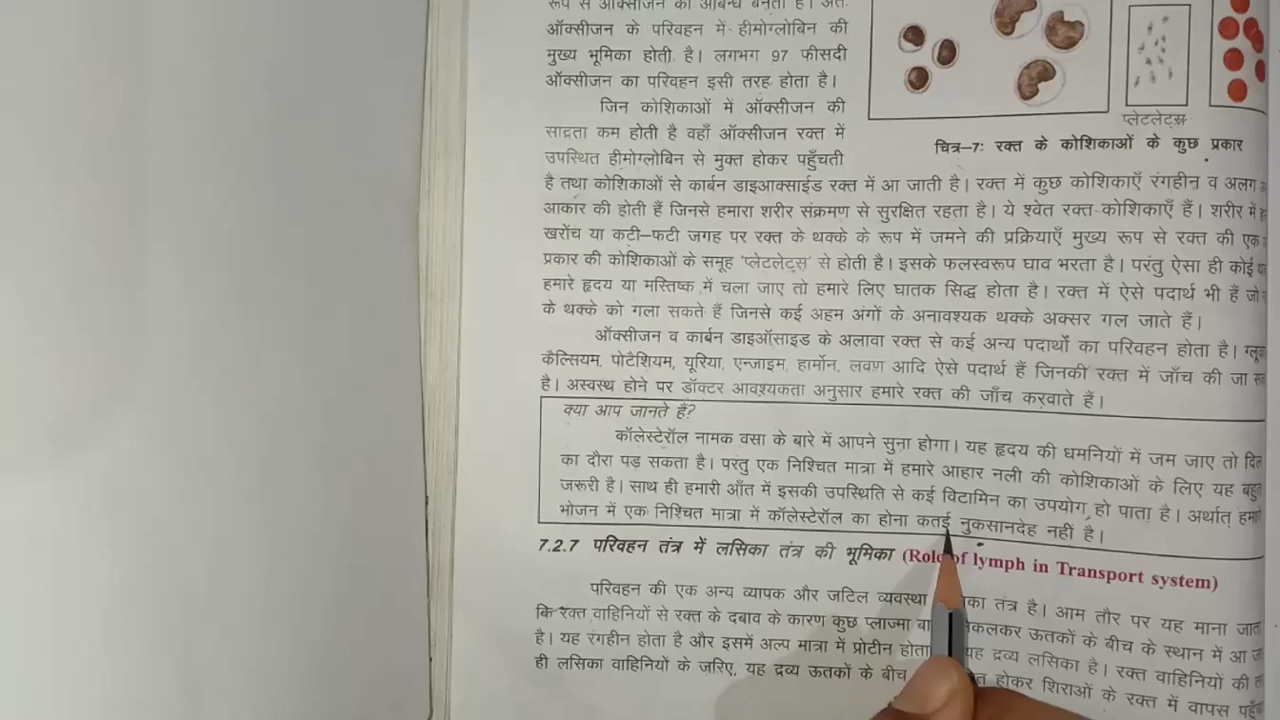 रूप से ऑक्सीजन का आबन्ध बनता है। अतः
ऑक्सीजन के परिवहन में हीमोग्लोबिन की
मुख्य भूमिका होती है। लगभग 97 फीसदी
ऑक्सीजन का परिवहन इसी तरह होता है।
प्लेटलेट्स
चित्र–7: रक्त के कोशिकाओं के कुछ प्रकार
जिन कोशिकाओं में ऑक्सीजन की
सांद्रता कम होती है वहाँ ऑक्सीजन रक्त में
उपस्थित हीमोग्लोबिन से मुक्त होकर पहुँचती
है तथा कोशिकाओं से कार्बन डाइआक्साईड रक्त में आ जाती है। रक्त में कुछ कोशिकाएँ रंगहीन व अलग
आकार की होती हैं जिनसे हमारा शरीर संक्रमण से सुरक्षित रहता है। ये श्वेत रक्त-कोशिकाएँ हैं। शरीर में
खरोंच या कटी–फटी जगह पर रक्त के थक्के के रूप में जमने की प्रक्रियाएँ मुख्य रूप से रक्त की एक
प्रकार की कोशिकाओं के समूह 'प्लेटलेट्स' से होती है। इसके फलस्वरूप घाव भरता है। परंतु ऐसा ही कोई
हमारे हृदय या मस्तिष्क में चला जाए तो हमारे लिए घातक सिद्ध होता है। रक्त में ऐसे पदार्थ भी हैं जो
के थक्के को गला सकते हैं जिनसे कई अहम अंगों के अनावश्यक थक्के अक्सर गल जाते हैं।
ऑक्सीजन व कार्बन डाइऑसाइड के अलावा रक्त से कई अन्य पदार्थों का परिवहन होता है।
कैल्सियम, पोटैशियम, यूरिया, एन्जाइम, हार्मोन, लवण आदि ऐसे पदार्थ हैं जिनकी रक्त में जाँच की जा
है। अस्वस्थ होने पर डॉक्टर आवश्यकता अनुसार हमारे रक्त की जाँच करवाते हैं।
क्या आप जानते हैं?
कॉलेस्टेरॉल नामक वसा के बारे में आपने सुना होगा। यह हृदय की धमनियों में जम जाए तो दिल
का दौरा पड़ सकता है। परंतु एक निश्चित मात्रा में हमारे आहार नली की कोशिकाओं के लिए यह बहुत
जरूरी है। साथ ही हमारी आँत में इसकी उपस्थिति से कई विटामिन का उपयोग हो पाता है। अर्थात् हमारे
भोजन में एक निश्चित मात्रा में कॉलेस्टेरॉल का होना कतई नुकसानदेह नहीं है।
7.2.7 परिवहन तंत्र में लसिका तंत्र की भूमिका (Role of lymph in Transport system)
परिवहन की एक अन्य व्यापक और जटिल व्यवस्था तंत्र है। आम तौर पर यह माना जाता
कि रक्त वाहिनियों से रक्त के दबाव के कारण कुछ प्लाज्मा ऊतकों के बीच के स्थान में आ
है। यह रंगहीन होता है और इसमें अल्प मात्रा में प्रोटीन होता यह द्रव्य लसिका है। रक्त वाहिनियों की
ही लसिका वाहिनियों के जरिए, यह द्रव्य ऊतकों के बीच होकर शिराओं के रक्त में वापस